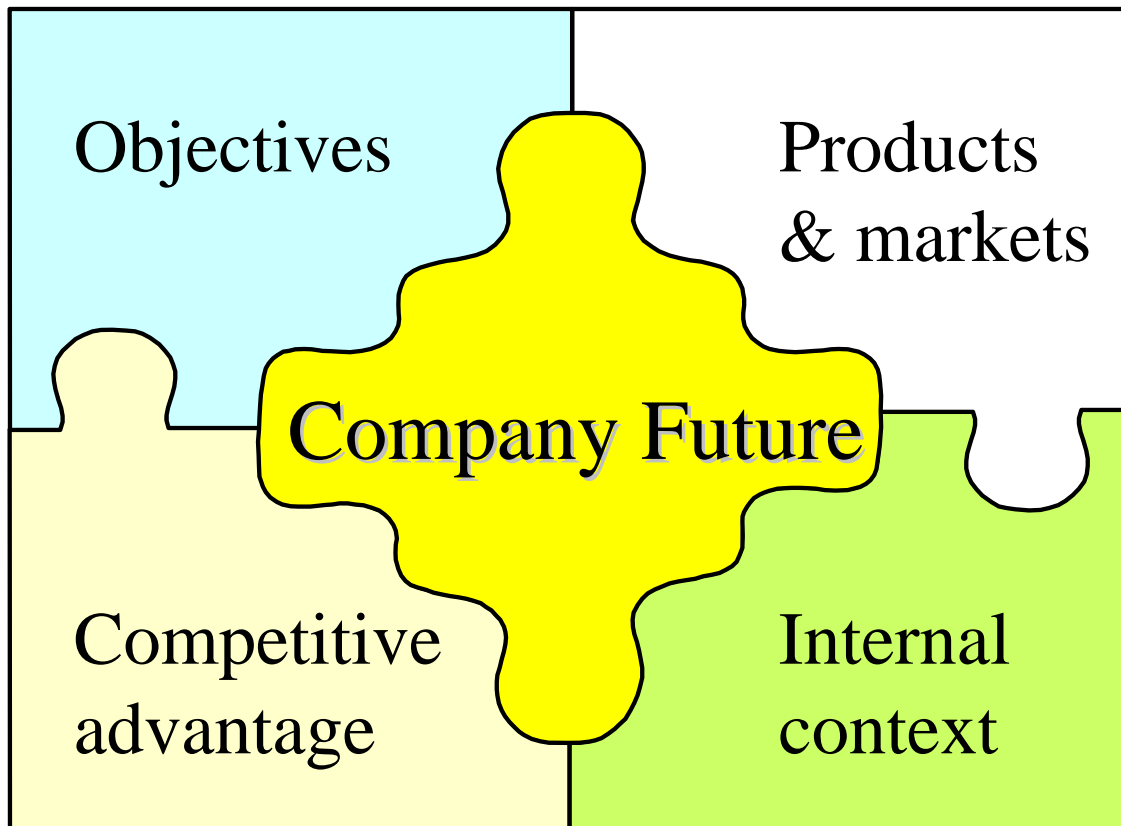 Objectives
Products
& markets
Company Future
Competitive
advantage
Internal
context